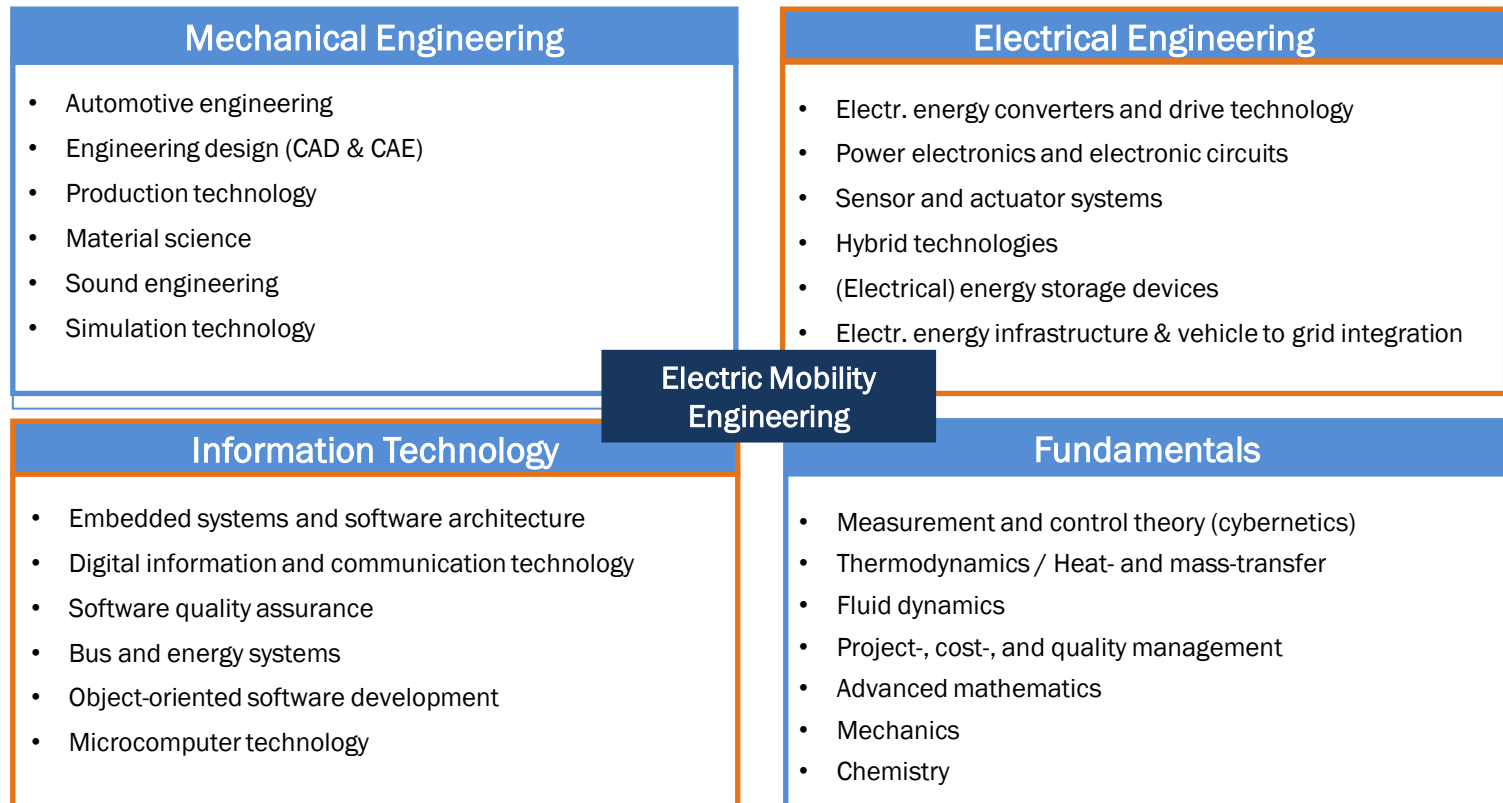 Mechanical Engineering
• Automotive engineering
• Engineering design (CAD & CAE)
• Production technology
• Material science
• Sound engineering
• Simulation technology
Electrical Engineering
• Electr. energy converters and drive technology
• Power electronics and electronic circuits
• Sensor and actuator systems
• Hybrid technologies
• (Electrical) energy storage devices
• Electr. energy infrastructure & vehicle to grid integration
Electric Mobility
Engineering
Information Technology
• Embedded systems and software architecture
• Digital information and communication technology
• Software quality assurance
• Bus and energy systems
• Object-oriented software development
• Microcomputer technology
Fundamentals
• Measurement and control theory (cybernetics)
• Thermodynamics / Heat- and mass-transfer
• Fluid dynamics
• Project-, cost-, and quality management
• Advanced mathematics
• Mechanics
• Chemistry